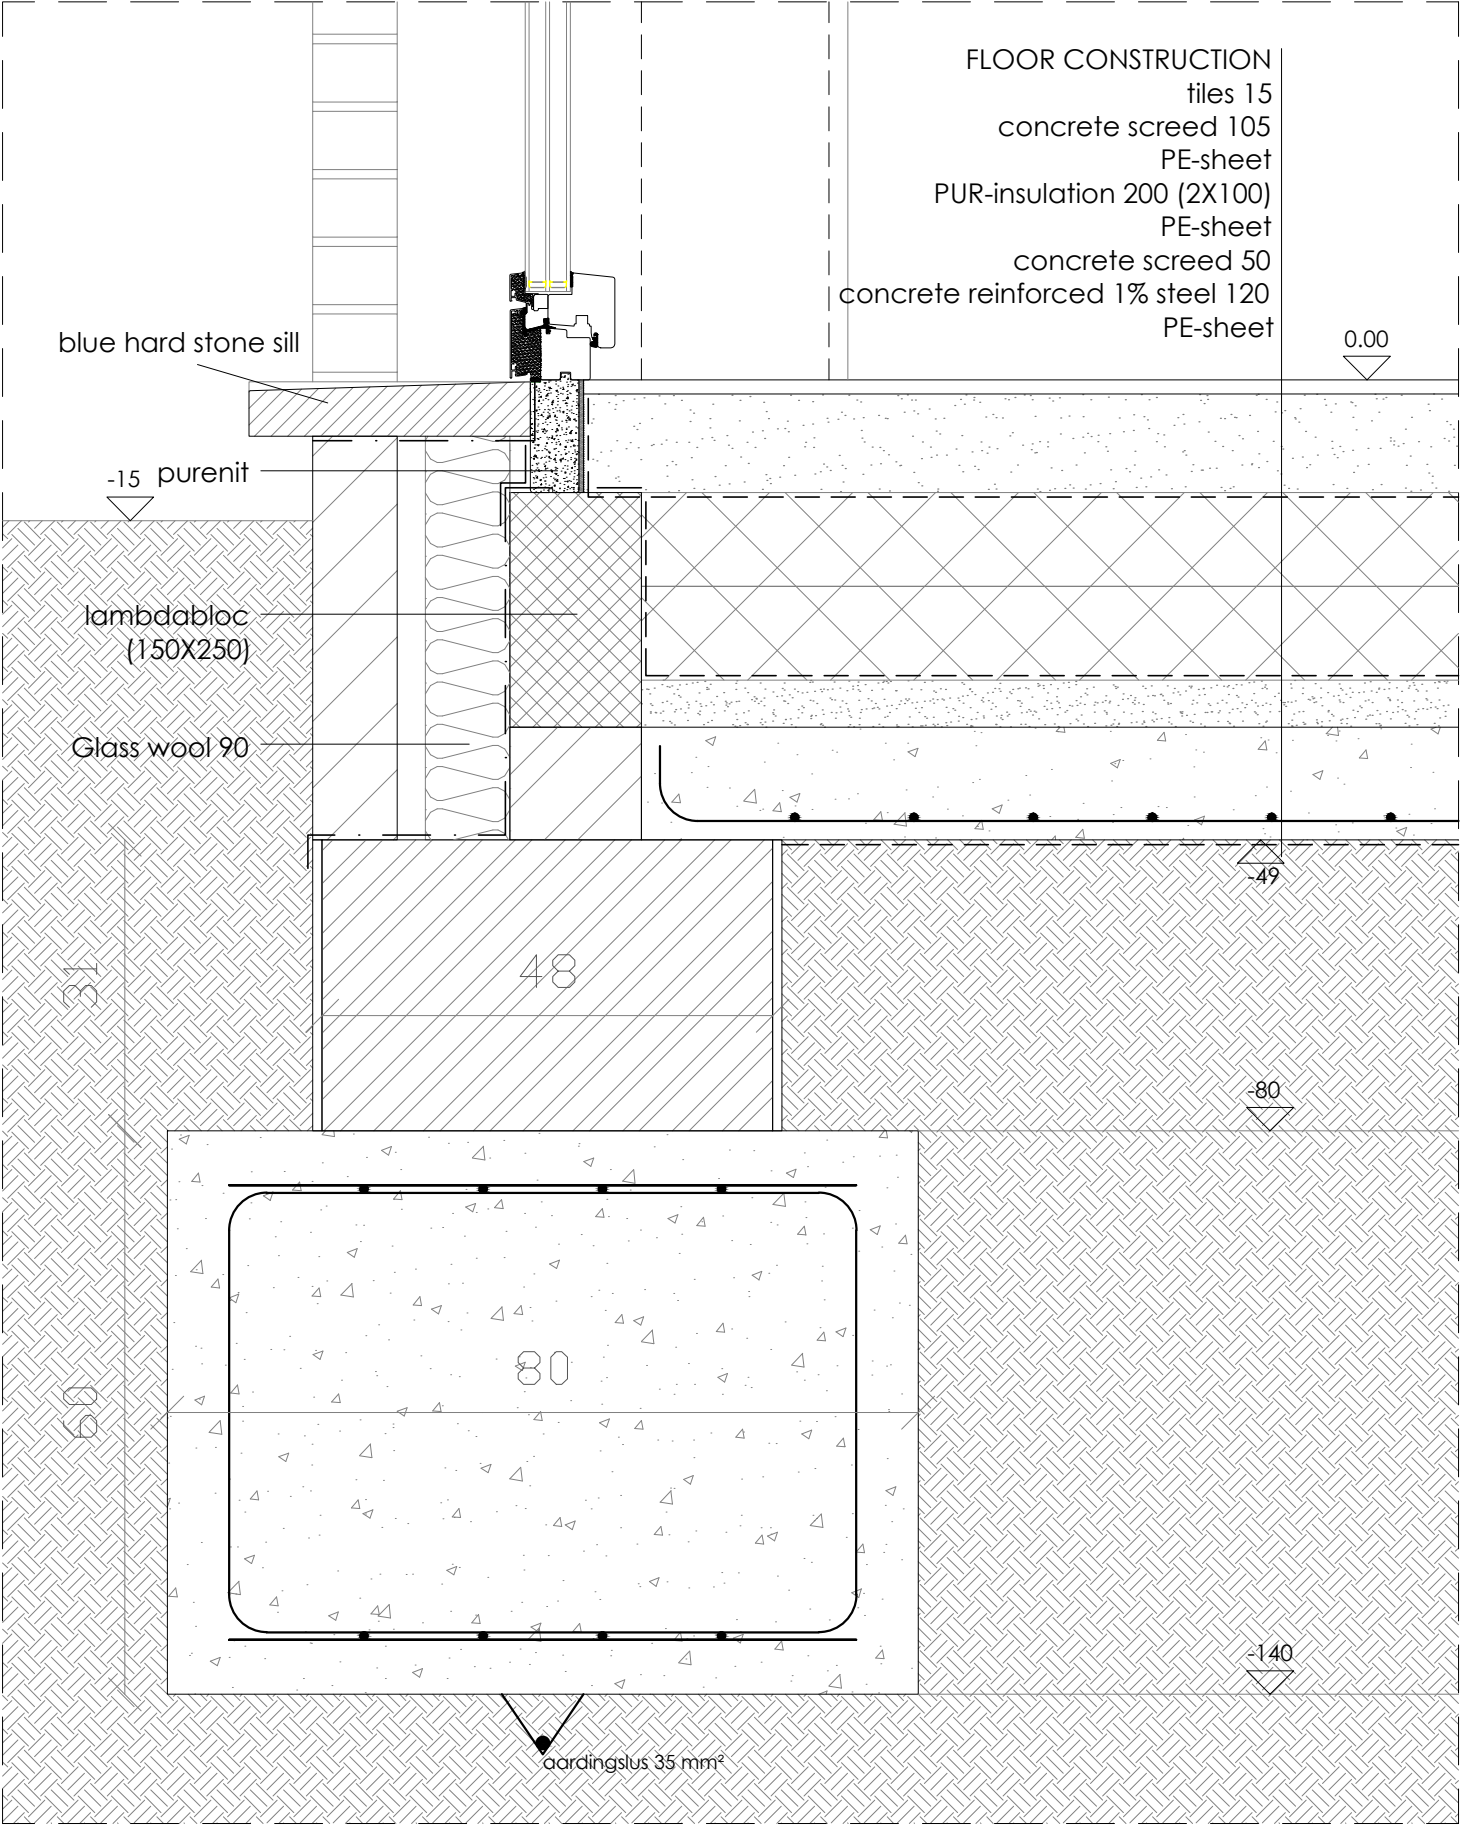 FLOOR CONSTRUCTION
tiles 15
concrete screed 105
PE-sheet
PUR-insulation 200 (2X100)
PE-sheet
concrete screed 50
concrete reinforced 1% steel 120
PE-sheet
0.00
blue hard stone sill
-15
purenit
lambdabloc
(150X250)
Glass wool 90
-49
31
48
-80
80
60
-140
aardingslus 35 mm²